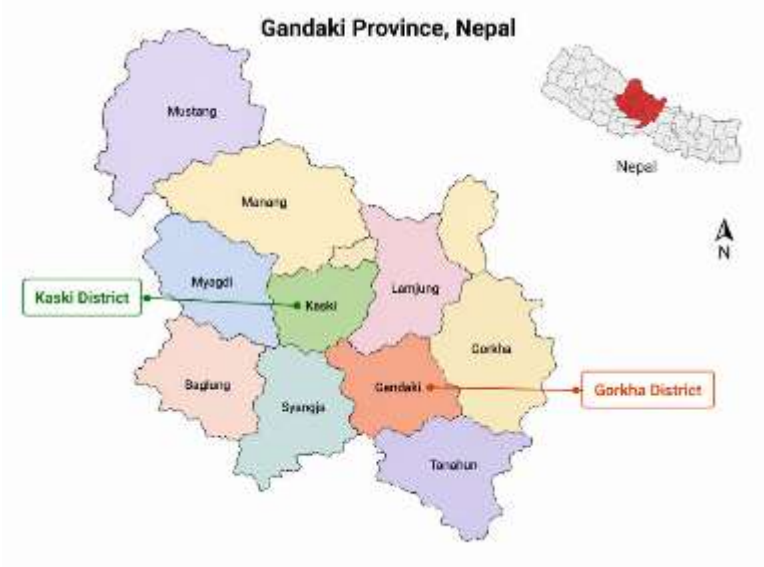 Gandaki Province, Nepal
Mustang
Nepal
Manang
N
Myagdi
Lamjung
Kaski District
Kaski
Gorkha
Baglung
Gandaki
Gorkha District
Syangja
Tanahun